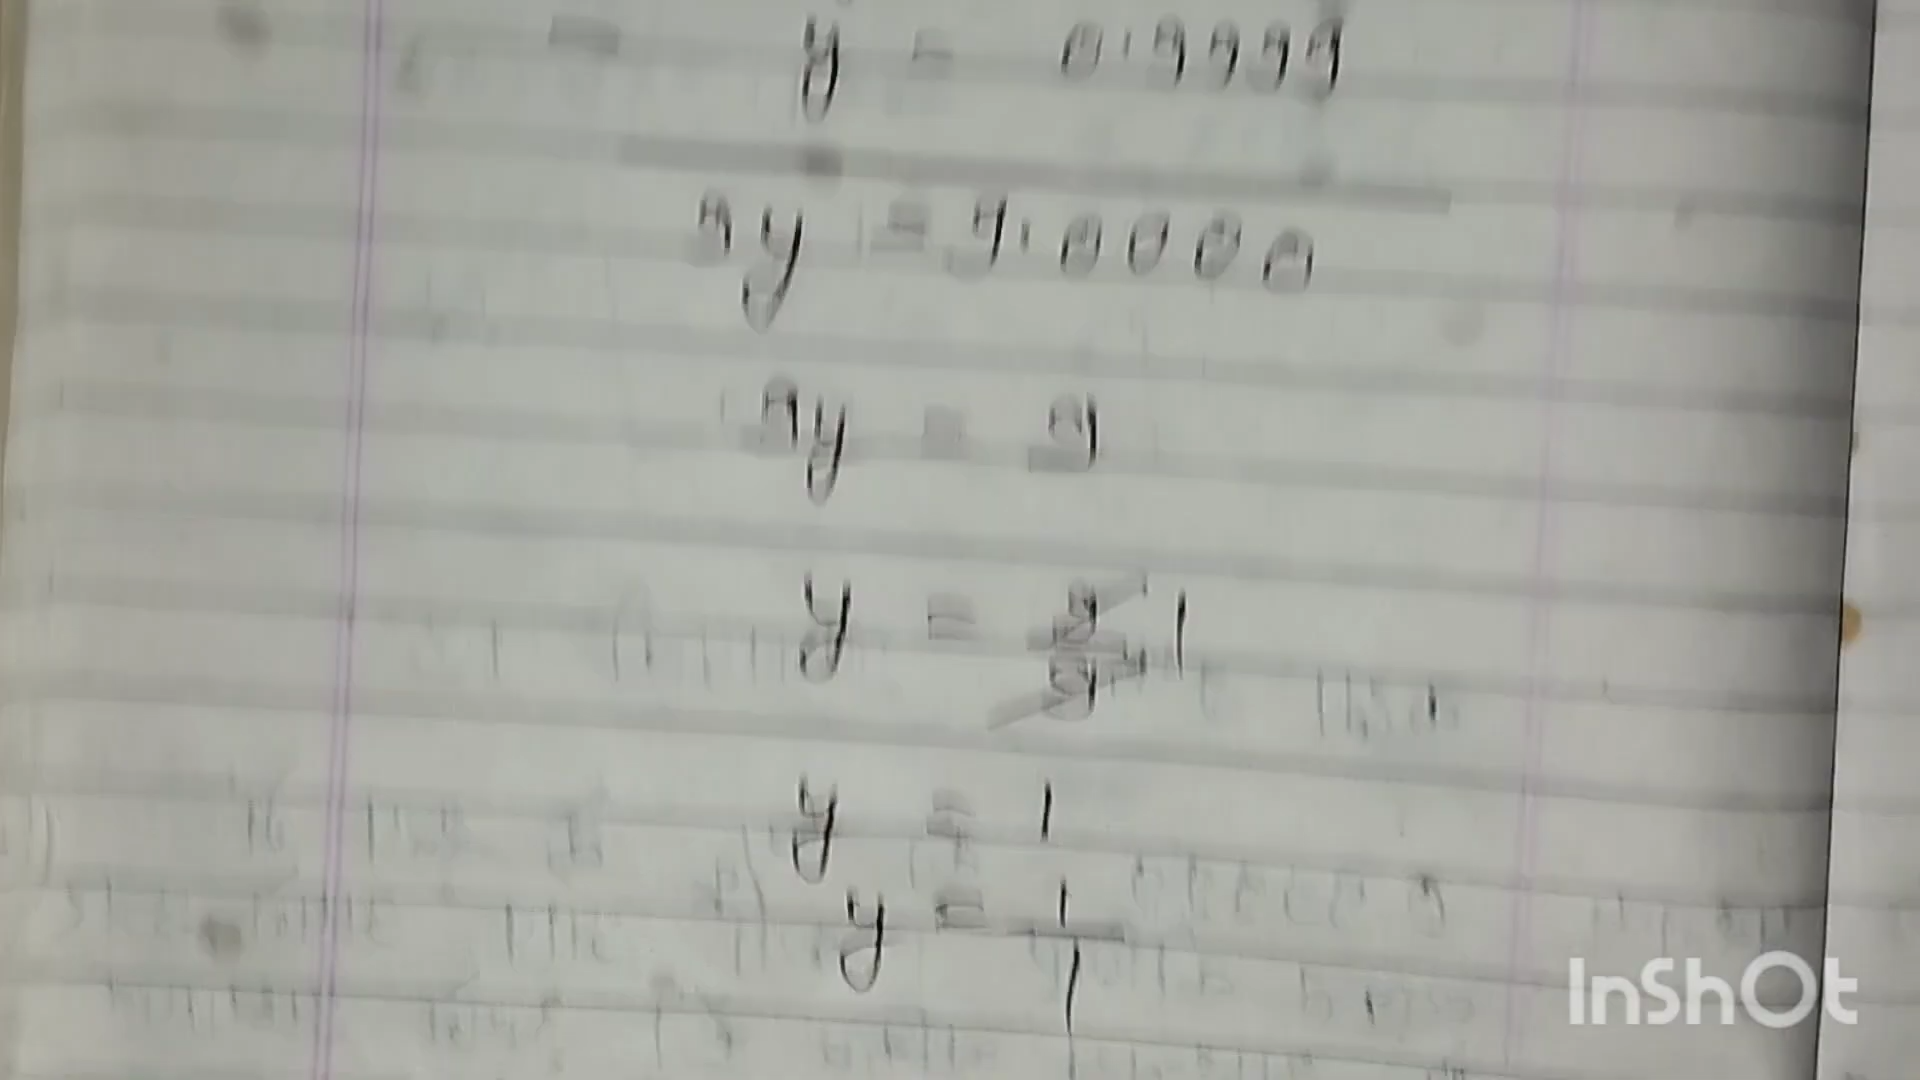 - y = 0.9999
9y = 9.0000
9y = 9
y = 9/9 1
y = 1
y = 1/1
InShOt